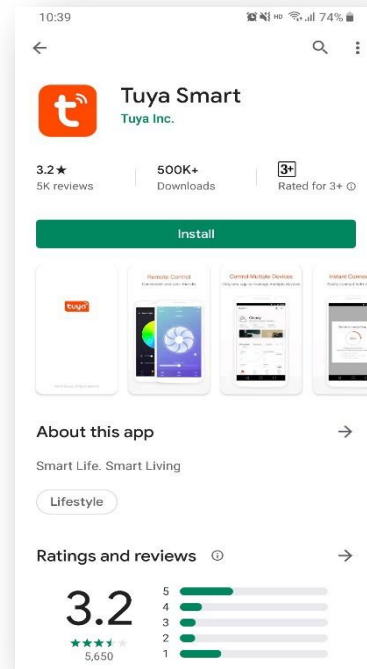 10:39
HD
74%
Tuya Smart
Tuya Inc.
3.2★ 500K+ 3+
5K reviews Downloads Rated for 3+
Install
tuya
Remote Control
Control Multiple Devices
Instant Connec
About this app
Smart Life. Smart Living
Lifestyle
Ratings and reviews
3.2
5,650
5
4
3
2
1